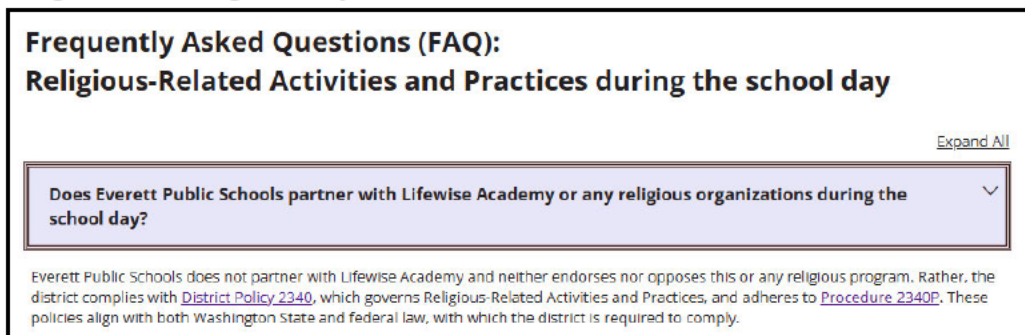 Frequently Asked Questions (FAQ):
Religious-Related Activities and Practices during the school day
Expand All
Does Everett Public Schools partner with Lifewise Academy or any religious organizations during the
school day?
Everett Public Schools does not partner with Lifewise Academy and neither endorses nor opposes this or any religious program. Rather, the
district complies with District Policy 2340, which governs Religious-Related Activities and Practices, and adheres to Procedure 2340P. These
policies align with both Washington State and federal law, with which the district is required to comply.